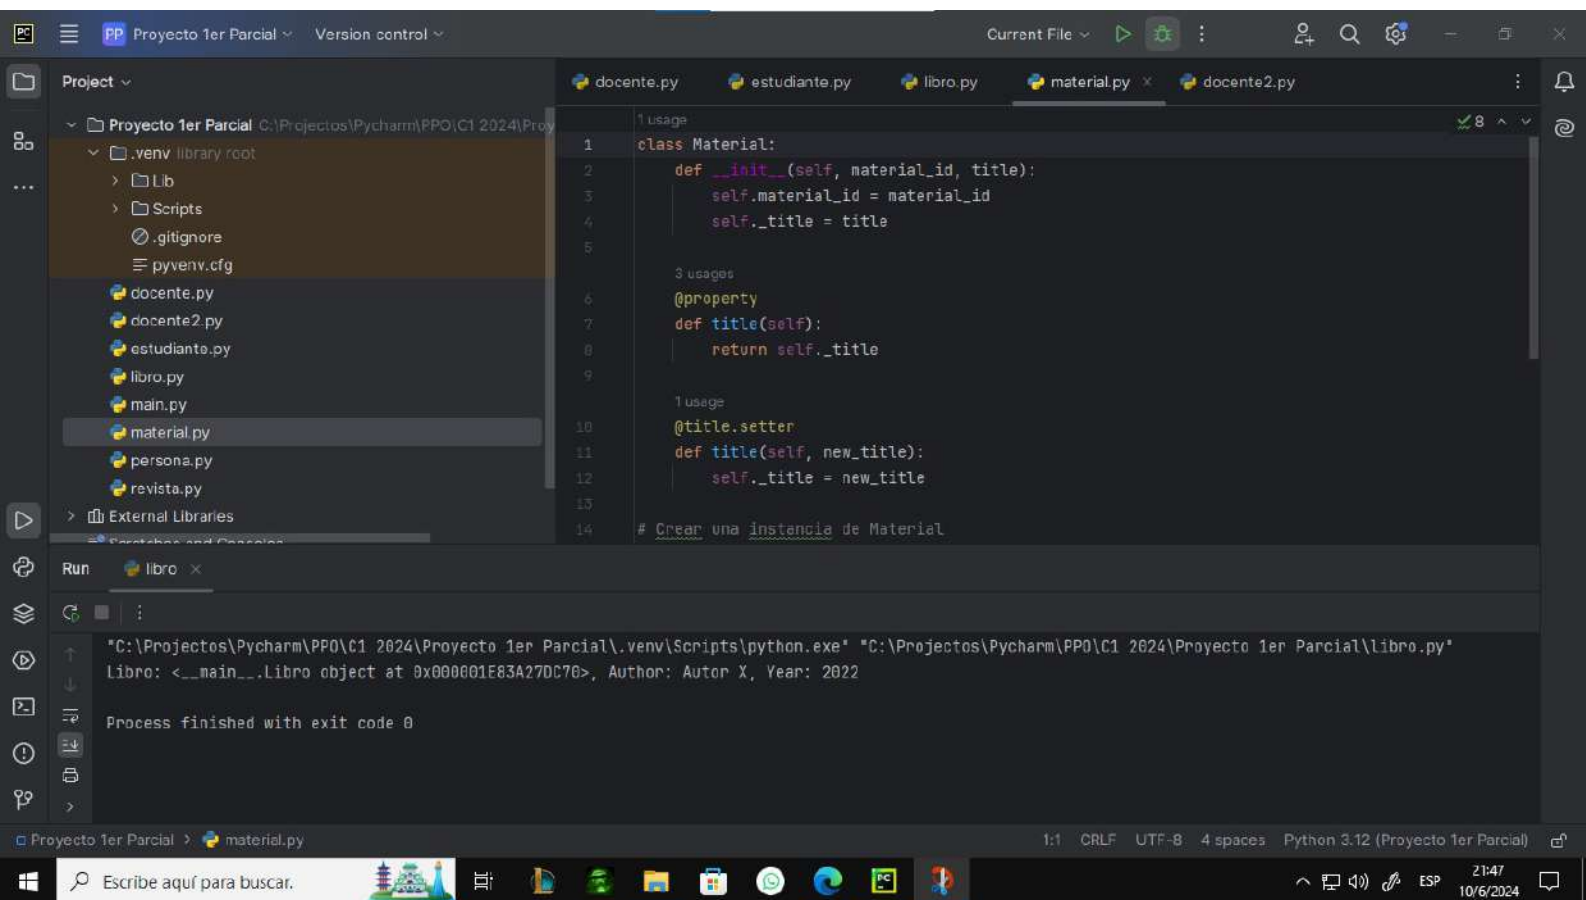 PC
PP Proyecto 1er Parcial Version control Current File
Project
docente.py estudiante.py libro.py material.py docente2.py
Proyecto 1er Parcial C:\Projectos\Pycharm\PPO\C1 2024\Proy
.venv library root
Lib
Scripts
.gitignore
pyvenv.cfg
docente.py
docente2.py
estudiante.py
libro.py
main.py
material.py
persona.py
revista.py
External Libraries
Scratches and Consoles
1 usage
8
1 class Material:
2 def __init__(self, material_id, title):
3 self.material_id = material_id
4 self._title = title
5
3 usages
6 @property
7 def title(self):
8 return self._title
9
1 usage
10 @title.setter
11 def title(self, new_title):
12 self._title = new_title
13
14 # Crear una instancia de Material
Run libro
"C:\Projectos\Pycharm\PPO\C1 2024\Proyecto 1er Parcial\.venv\Scripts\python.exe" "C:\Projectos\Pycharm\PPO\C1 2024\Proyecto 1er Parcial\libro.py"
Libro: <__main__.Libro object at 0x000001E83A27DC70>, Author: Autor X, Year: 2022
Process finished with exit code 0
Proyecto 1er Parcial > material.py 1:1 CRLF UTF-8 4 spaces Python 3.12 (Proyecto 1er Parcial)
Escribe aquí para buscar. PC ESP 21:47
10/6/2024